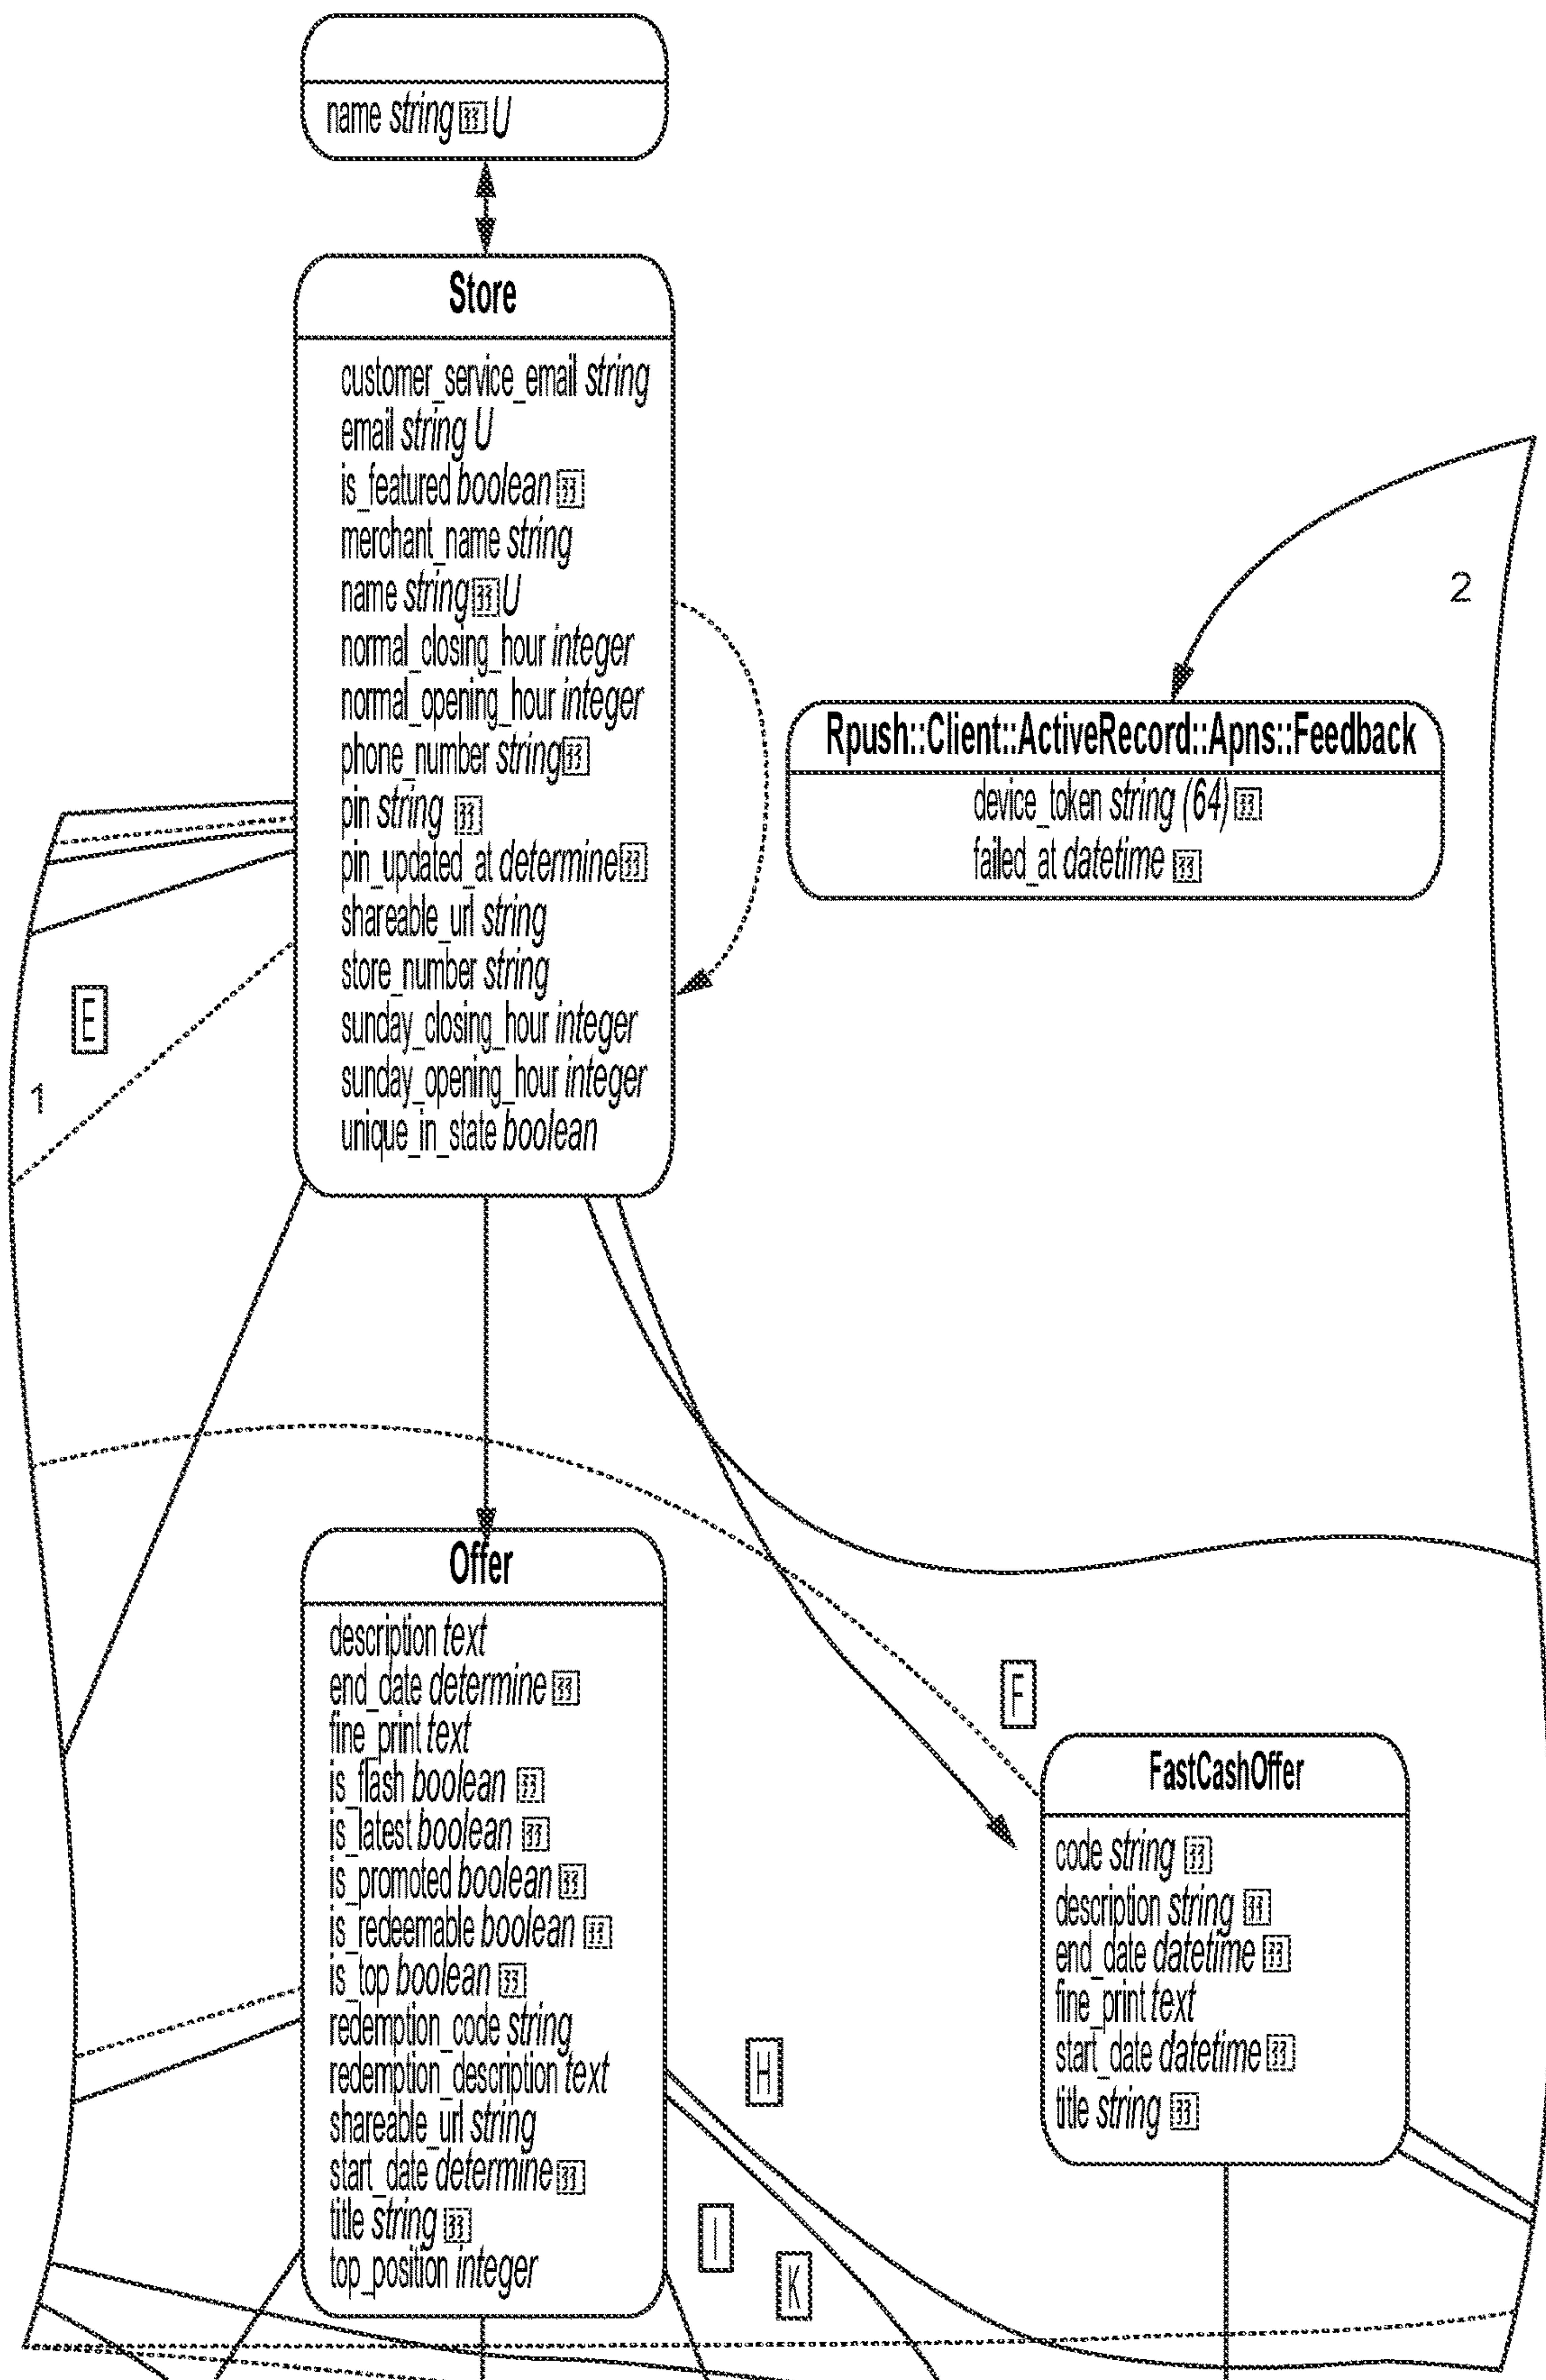 name string U
Store
customer_service_email string
email string U
is_featured boolean
merchant_name string
name string U
normal_closing_hour integer
normal_opening_hour integer
phone_number string
pin string
pin_updated_at determine
shareable_url string
store_number string
sunday_closing_hour integer
sunday_opening_hour integer
unique_in_state boolean
2
Rpush::Client::ActiveRecord::Apns::Feedback
device_token string (64)
failed_at datetime
E
1
Offer
description text
end_date determine
fine_print text
is_flash boolean
is_latest boolean
is_promoted boolean
is_redeemable boolean
is_top boolean
redemption_code string
redemption_description text
shareable_url string
start_date determine
title string
top_position integer
F
FastCashOffer
code string
description string
end_date datetime
fine_print text
start_date datetime
title string
H
I
K